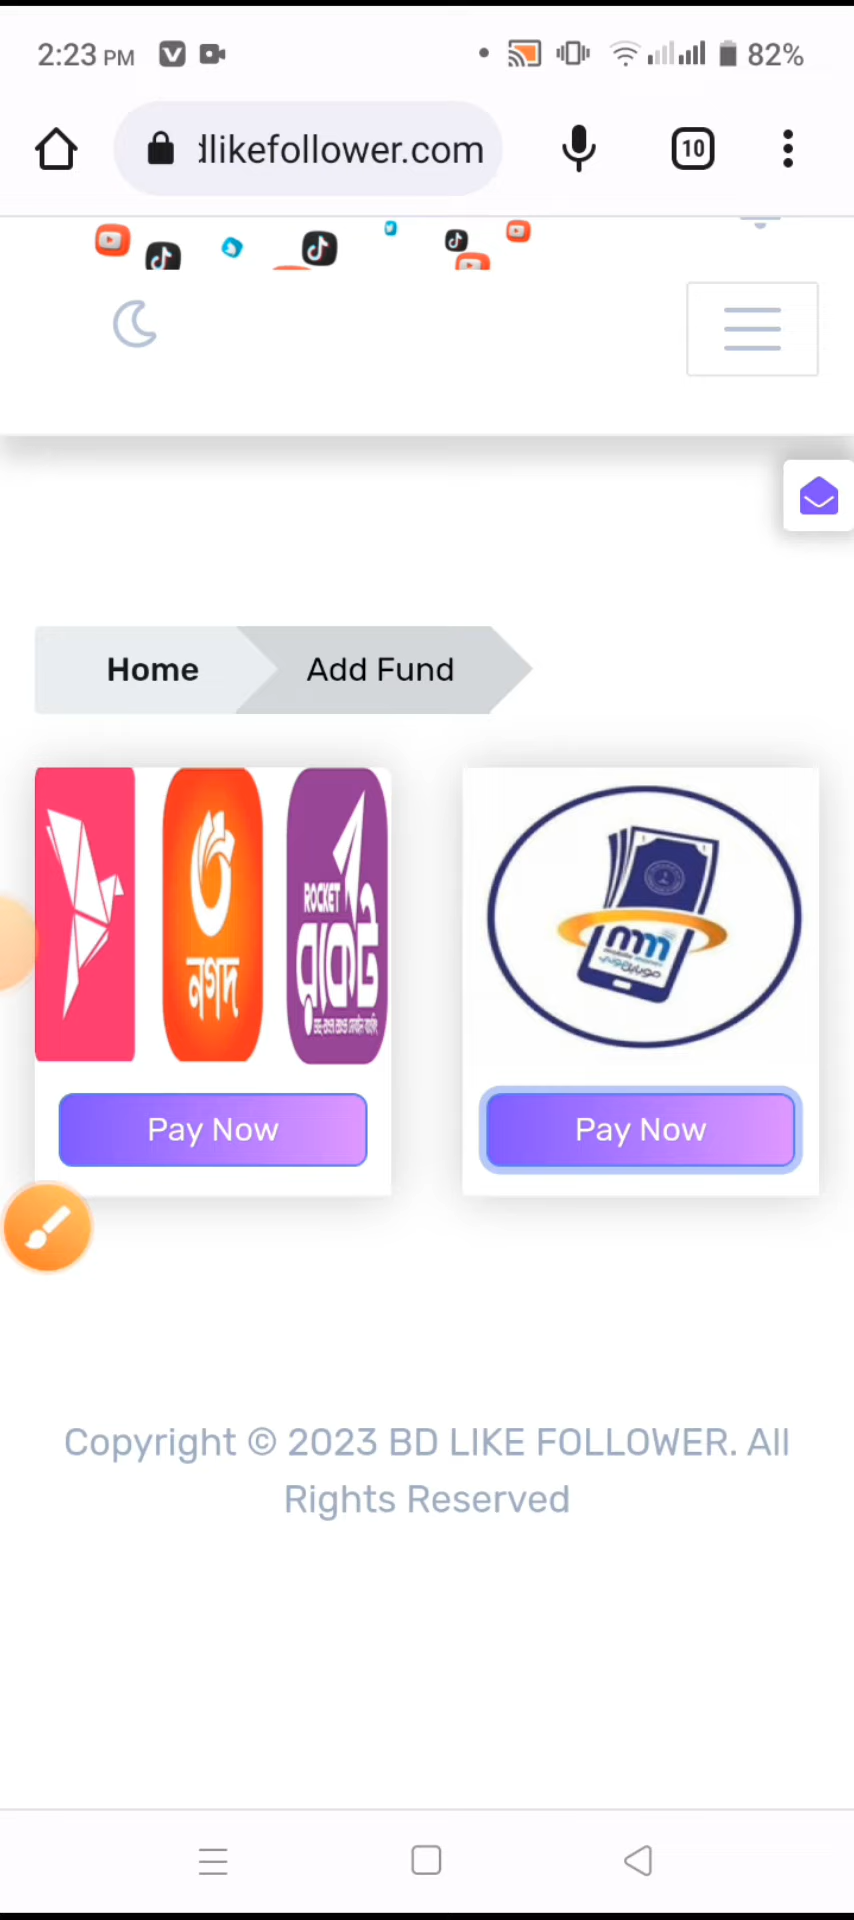 2:23 PM
82%
dlikefollower.com
10
Home
Add Fund
নগদ
ROCKET
রকেট
Pay Now
Pay Now
Copyright © 2023 BD LIKE FOLLOWER. All
Rights Reserved